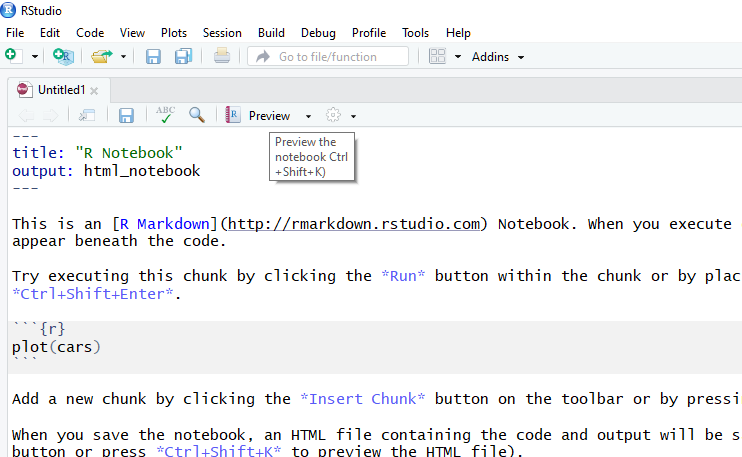 RStudio
File Edit Code View Plots Session Build Debug Profile Tools Help
Go to file/function Addins
Untitled1
ABC Preview
Preview the
notebook Ctrl
+Shift+K)
---
title: "R Notebook"
output: html_notebook
---
This is an [R Markdown](http://rmarkdown.rstudio.com) Notebook. When you execute
appear beneath the code.
Try executing this chunk by clicking the *Run* button within the chunk or by plac
*Ctrl+Shift+Enter*.
```{r}
plot(cars)
```
Add a new chunk by clicking the *Insert Chunk* button on the toolbar or by pressi
When you save the notebook, an HTML file containing the code and output will be s
button or press *Ctrl+Shift+K* to preview the HTML file).